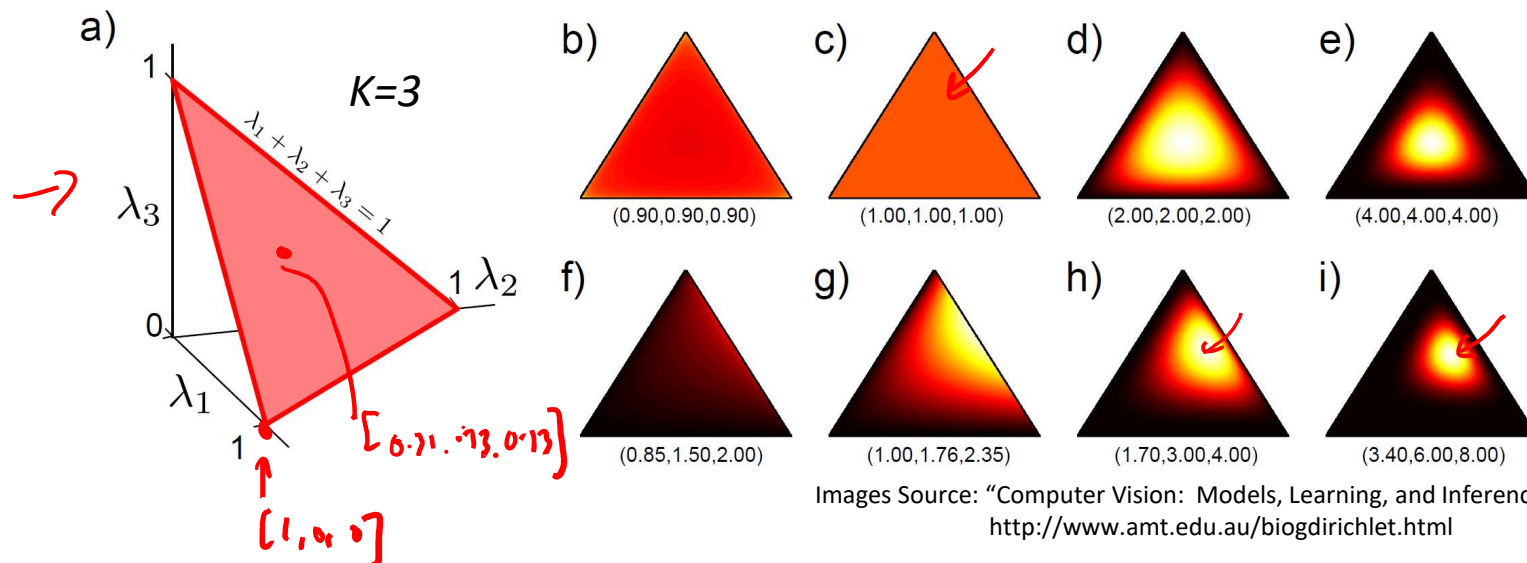 a)
1
K=3
λ₁ + λ₂ + λ₃ = 1
λ₃
1 λ₂
0
λ₁
1
[1, 0, 0]
b)
(0.90,0.90,0.90)
c)
(1.00,1.00,1.00)
d)
(2.00,2.00,2.00)
e)
(4.00,4.00,4.00)
f)
(0.85,1.50,2.00)
g)
(1.00,1.76,2.35)
h)
(1.70,3.00,4.00)
i)
(3.40,6.00,8.00)
Images Source: “Computer Vision: Models, Learning, and Inferenc
http://www.amt.edu.au/biogdirichlet.html